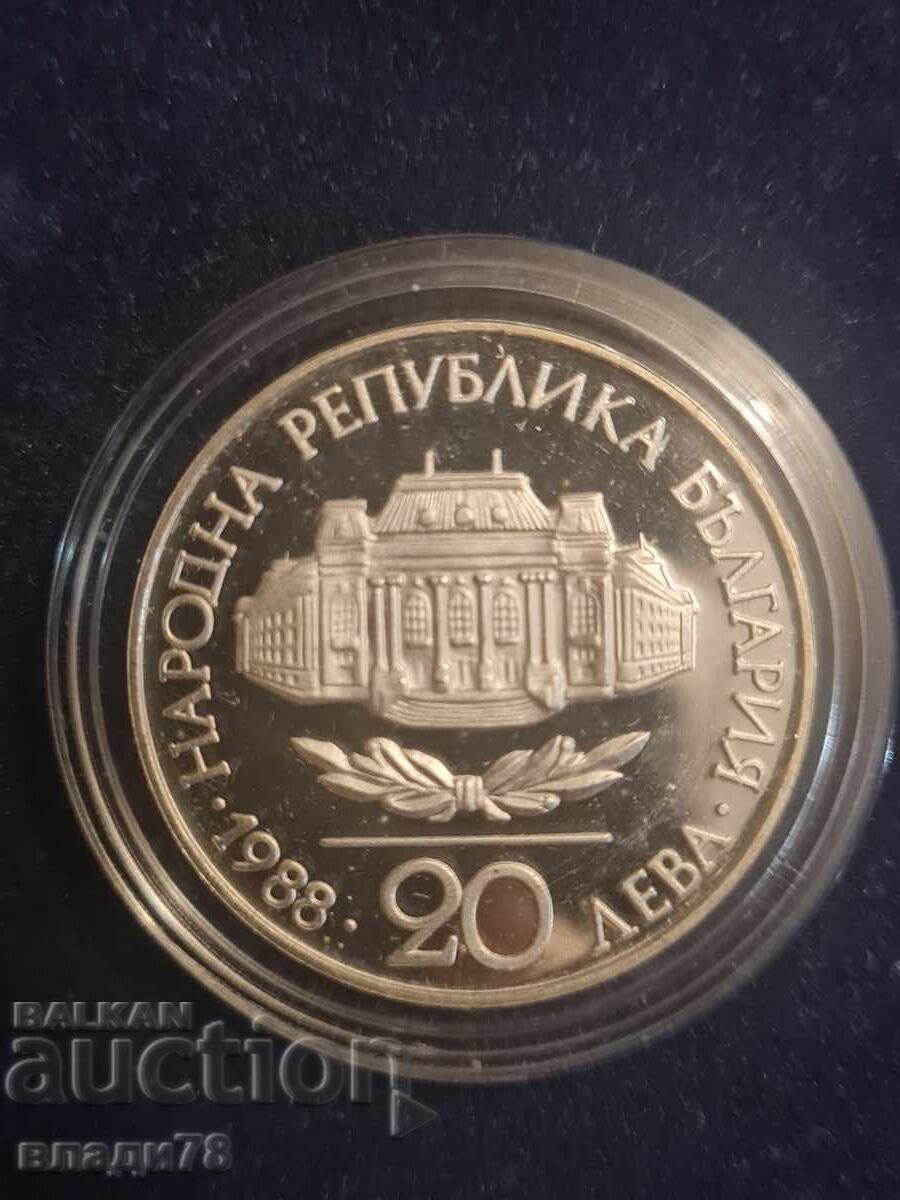 · НАРОДНА РЕПУБЛИКА БЪЛГАРИЯ ·
· 1988 ·
20
ЛЕВА
BALKAN
auction
влади78